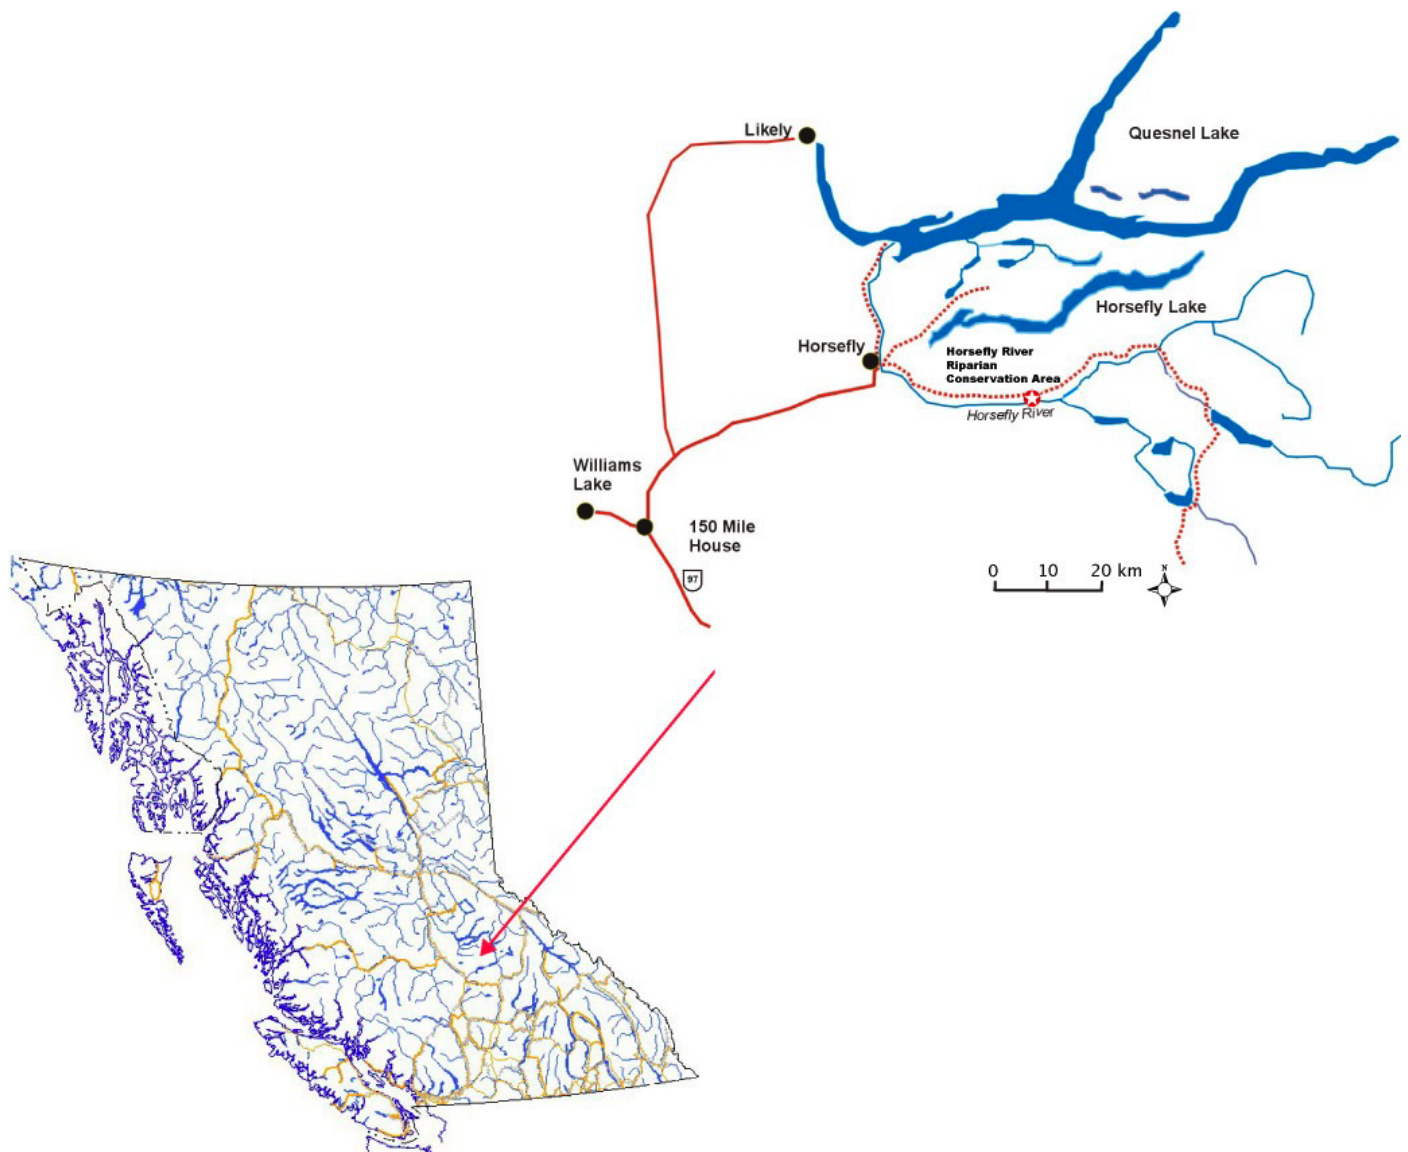 Likely
Quesnel Lake
Horsefly Lake
Horsefly
Horsefly River
Riparian
Conservation Area
Horsefly River
Williams
Lake
150 Mile
House
97
0 10 20 km
N